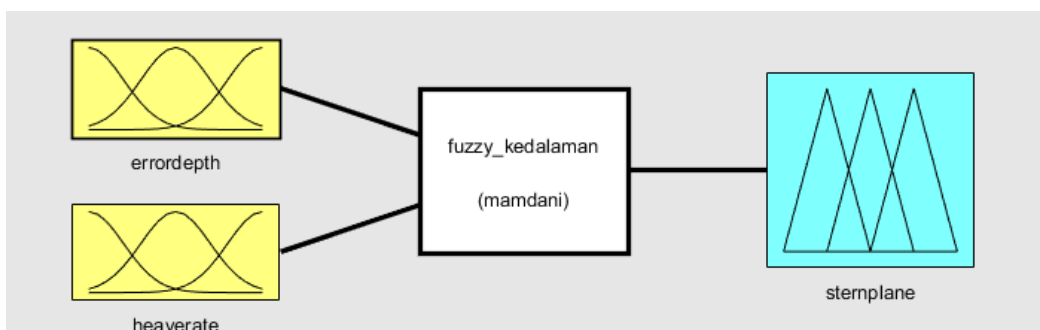 errordepth
fuzzy_kedalaman
(mamdani)
heaverate
sternplane